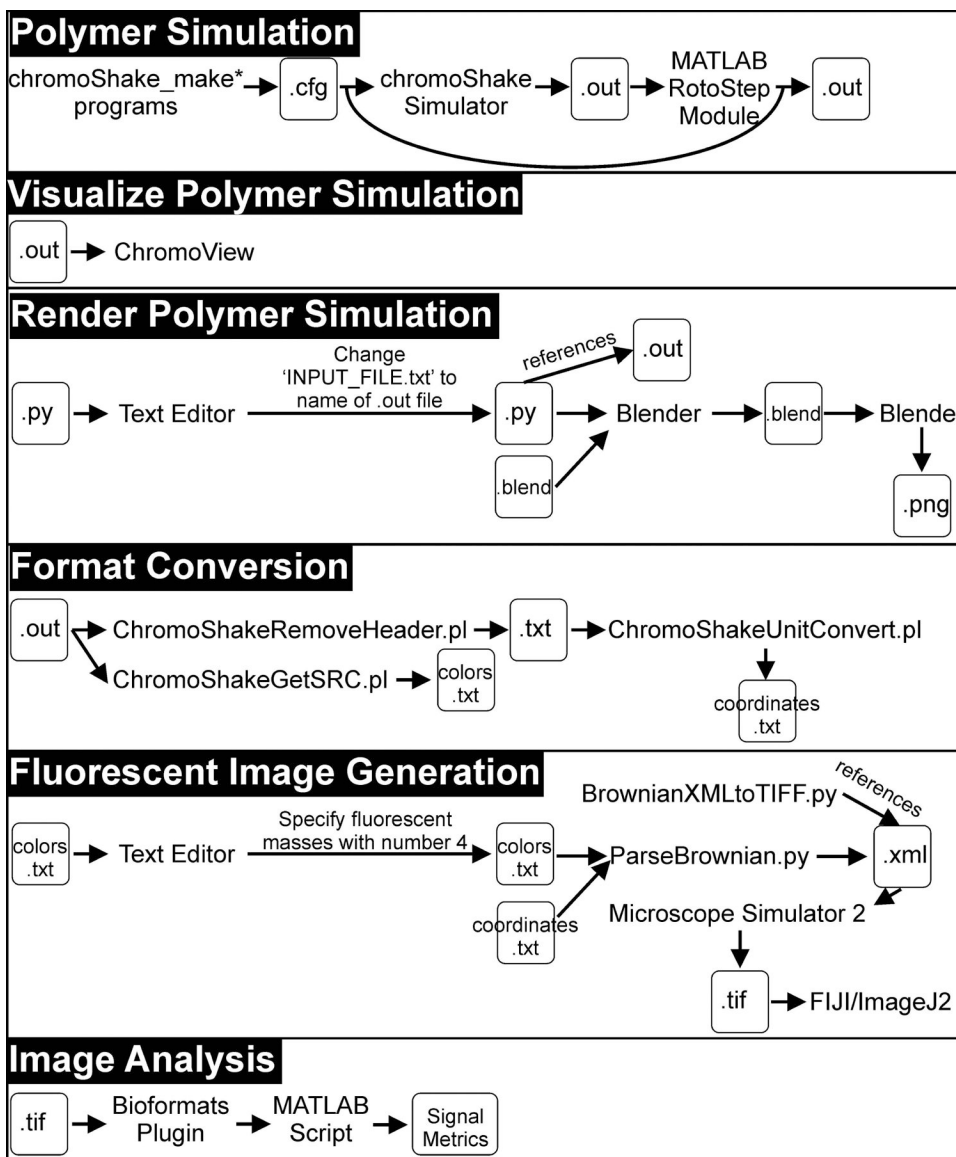 Polymer Simulation
chromoShake_make*
programs
.cfg
chromoShake
Simulator
.out
MATLAB
RotoStep
Module
.out
Visualize Polymer Simulation
.out
ChromoView
Render Polymer Simulation
.py
Text Editor
Change
‘INPUT_FILE.txt’ to
name of .out file
references
.out
.py
.blend
Blender
.blend
Blende
.png
Format Conversion
.out
ChromoShakeRemoveHeader.pl
.txt
ChromoShakeUnitConvert.pl
ChromoShakeGetSRC.pl
colors
.txt
coordinates
.txt
Fluorescent Image Generation
colors
.txt
Text Editor
Specify fluorescent
masses with number 4
colors
.txt
coordinates
.txt
BrownianXMLtoTIFF.py
references
ParseBrownian.py
.xml
Microscope Simulator 2
.tif
FIJI/ImageJ2
Image Analysis
.tif
Bioformats
Plugin
MATLAB
Script
Signal
Metrics